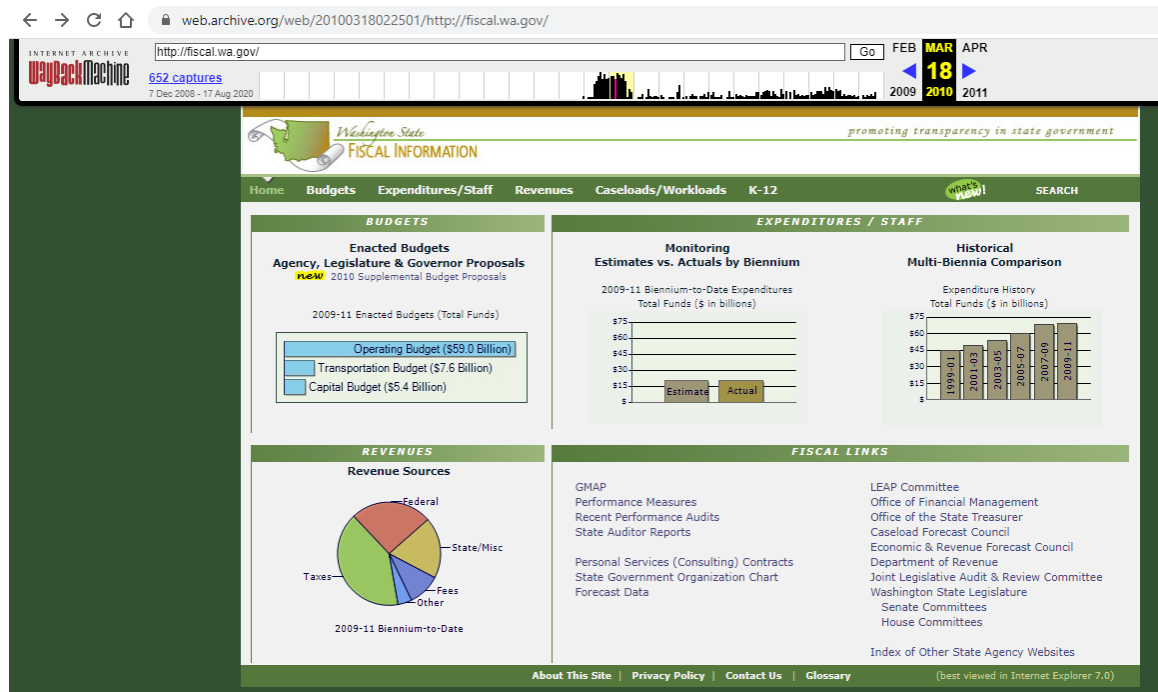 web.archive.org/web/20100318022501/http://fiscal.wa.gov/
INTERNET ARCHIVE
WayBackMachine
http://fiscal.wa.gov/
Go
652 captures
7 Dec 2008 - 17 Aug 2020
FEB MAR APR
18
2009 2010 2011
Washington State
FISCAL INFORMATION
promoting transparency in state government
Home Budgets Expenditures/Staff Revenues Caseloads/Workloads K-12 what's new! SEARCH
BUDGETS
Enacted Budgets
Agency, Legislature & Governor Proposals
new 2010 Supplemental Budget Proposals
2009-11 Enacted Budgets (Total Funds)
Operating Budget ($59.0 Billion)
Transportation Budget ($7.6 Billion)
Capital Budget ($5.4 Billion)
EXPENDITURES / STAFF
Monitoring
Estimates vs. Actuals by Biennium
2009-11 Biennium-to-Date Expenditures
Total Funds ($ in billions)
$75
$60
$45
$30
$15
$
Estimate Actual
Historical
Multi-Biennia Comparison
Expenditure History
Total Funds ($ in billions)
$75
$60
$45
$30
$15
$
1999-01
2001-03
2003-05
2005-07
2007-09
2009-11
REVENUES
Revenue Sources
Federal
State/Misc
Taxes
Fees
Other
2009-11 Biennium-to-Date
FISCAL LINKS
GMAP
Performance Measures
Recent Performance Audits
State Auditor Reports
Personal Services (Consulting) Contracts
State Government Organization Chart
Forecast Data
LEAP Committee
Office of Financial Management
Office of the State Treasurer
Caseload Forecast Council
Economic & Revenue Forecast Council
Department of Revenue
Joint Legislative Audit & Review Committee
Washington State Legislature
Senate Committees
House Committees
Index of Other State Agency Websites
About This Site | Privacy Policy | Contact Us | Glossary
(best viewed in Internet Explorer 7.0)